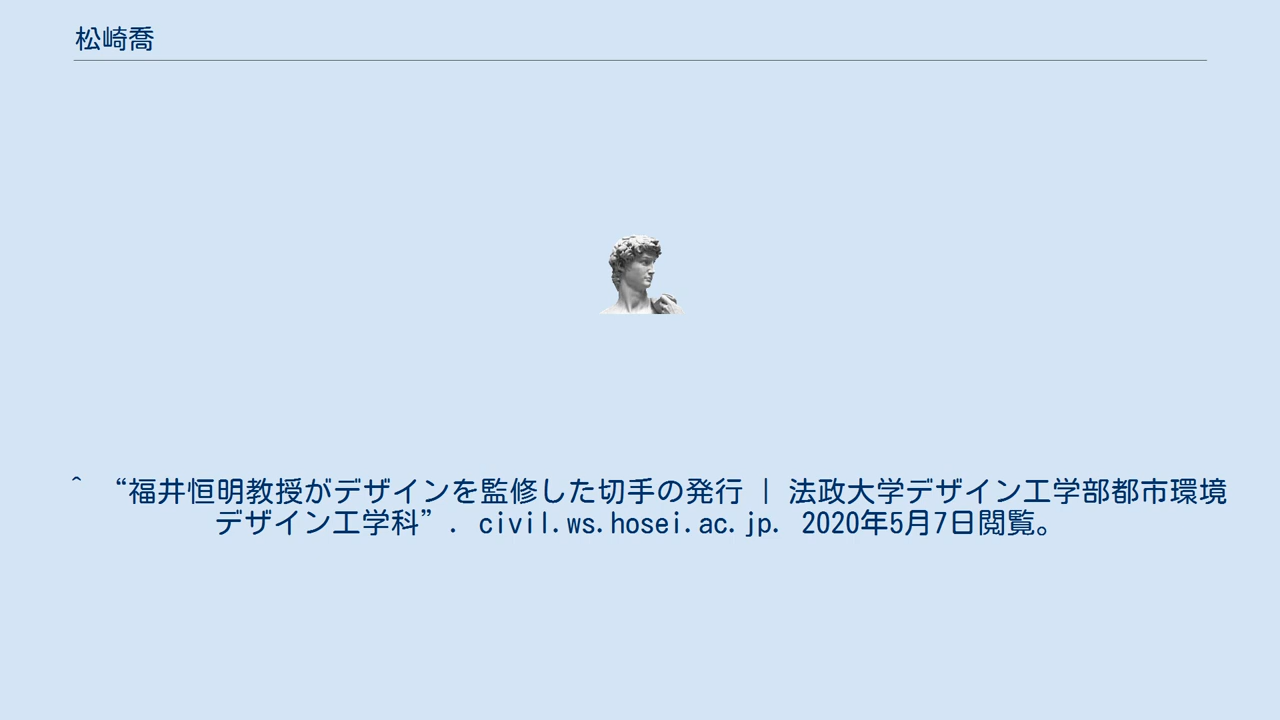 松崎喬
^ “福井恒明教授がデザインを監修した切手の発行 | 法政大学デザイン工学部都市環境
デザイン工学科”. civil.ws.hosei.ac.jp. 2020年5月7日閲覧。